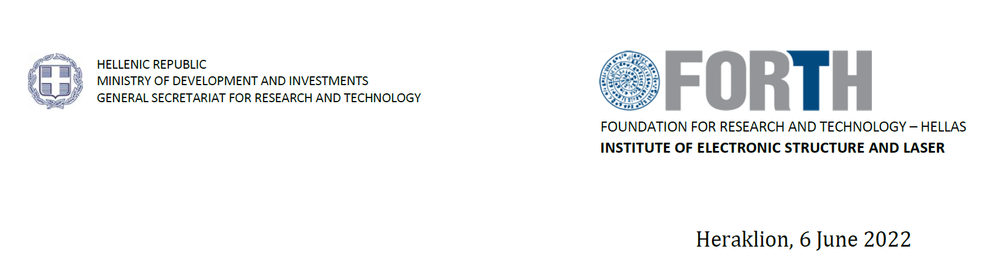 HELLENIC REPUBLIC
MINISTRY OF DEVELOPMENT AND INVESTMENTS
GENERAL SECRETARIAT FOR RESEARCH AND TECHNOLOGY
FORTH
FOUNDATION FOR RESEARCH AND TECHNOLOGY – HELLAS
INSTITUTE OF ELECTRONIC STRUCTURE AND LASER
Heraklion, 6 June 2022